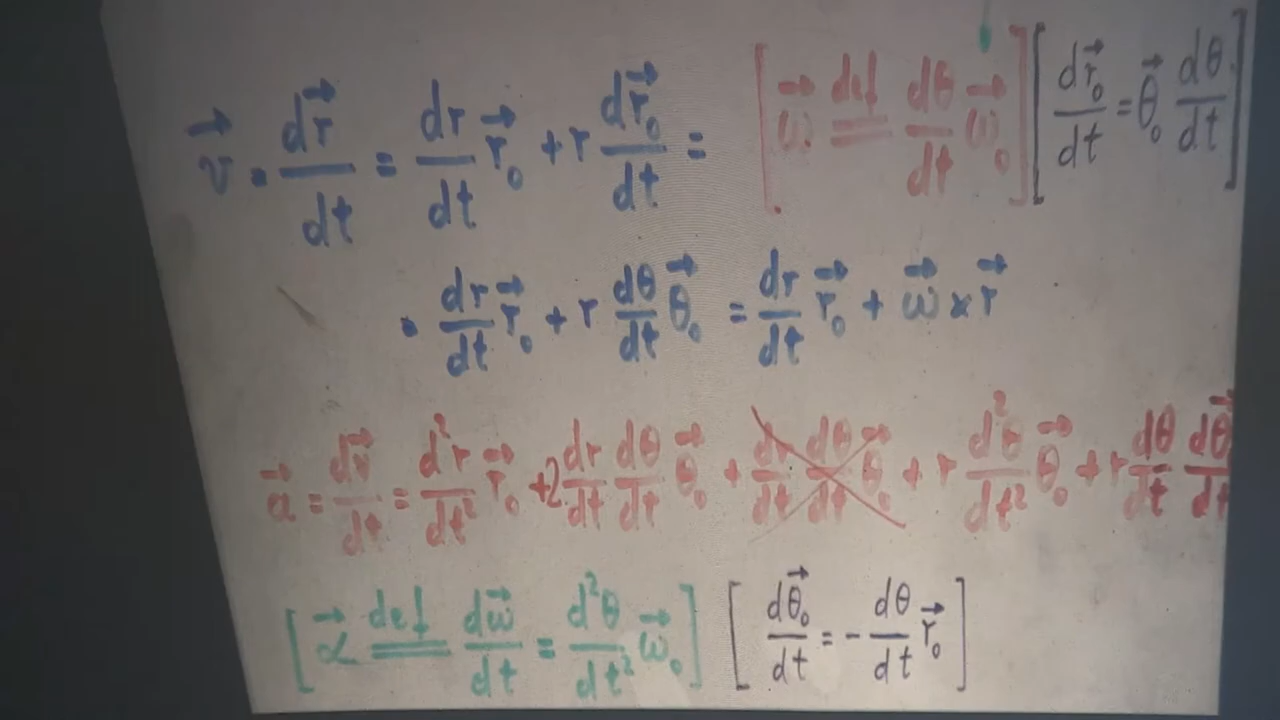 v⃗ = dr⃗/dt = dr/dt r⃗₀ + r dr⃗₀/dt = [ω⃗ def= dθ/dt ω⃗₀] [dr⃗₀/dt = θ⃗₀ dθ/dt]
= dr/dt r⃗₀ + r dθ/dt θ⃗₀ = dr/dt r⃗₀ + ω⃗ × r⃗
a⃗ = dv⃗/dt = d²r/dt² r⃗₀ + 2 dr/dt dθ/dt θ⃗₀ + dr/dt dθ/dt θ⃗₀ + r d²θ/dt² θ⃗₀ + r dθ/dt dθ⃗/dt
[α⃗ def= dω⃗/dt = d²θ/dt² ω⃗₀] [dθ⃗₀/dt = - dθ/dt r⃗₀]